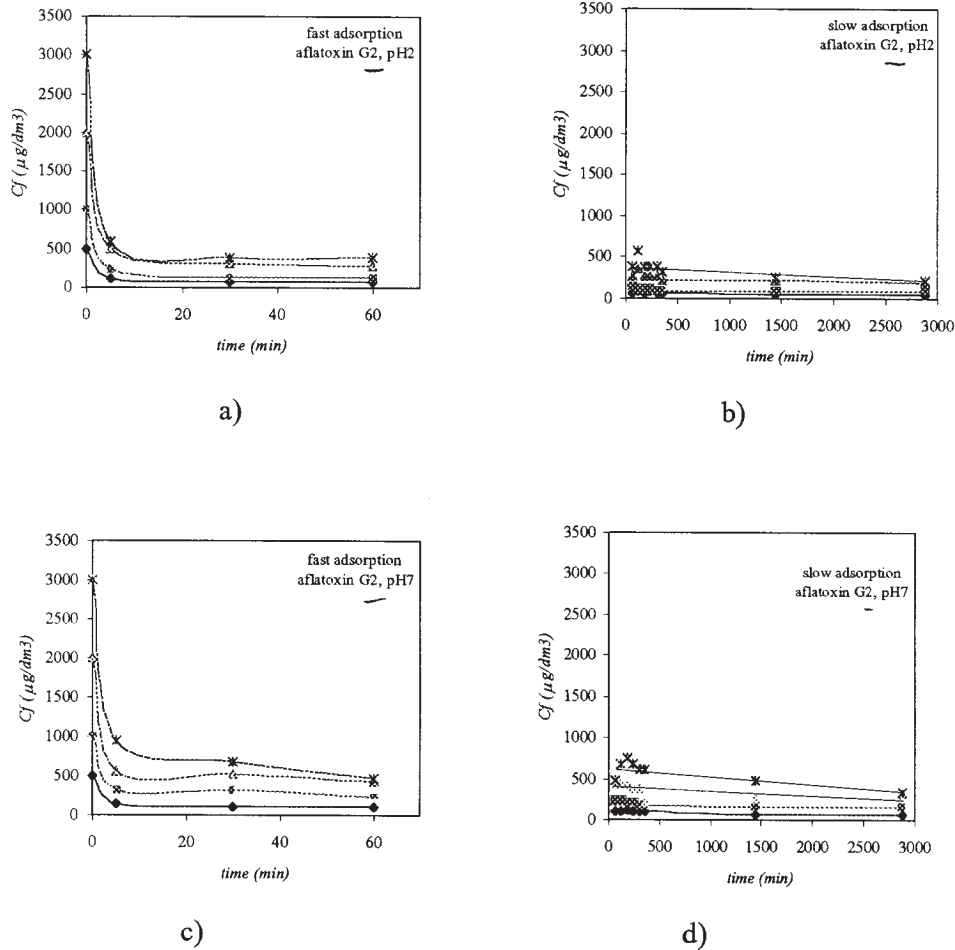 3500
3000
2500
2000
1500
1000
500
0
Cf (μg/dm3)
fast adsorption
aflatoxin G2, pH2
0 20 40 60
time (min)
a)
3500
3000
2500
2000
1500
1000
500
0
Cf (μg/dm3)
slow adsorption
aflatoxin G2, pH2
0 500 1000 1500 2000 2500 3000
time (min)
b)
3500
3000
2500
2000
1500
1000
500
0
Cf (μg/dm3)
fast adsorption
aflatoxin G2, pH7
0 20 40 60
time (min)
c)
3500
3000
2500
2000
1500
1000
500
0
Cf (μg/dm3)
slow adsorption
aflatoxin G2, pH7
0 500 1000 1500 2000 2500 3000
time (min)
d)